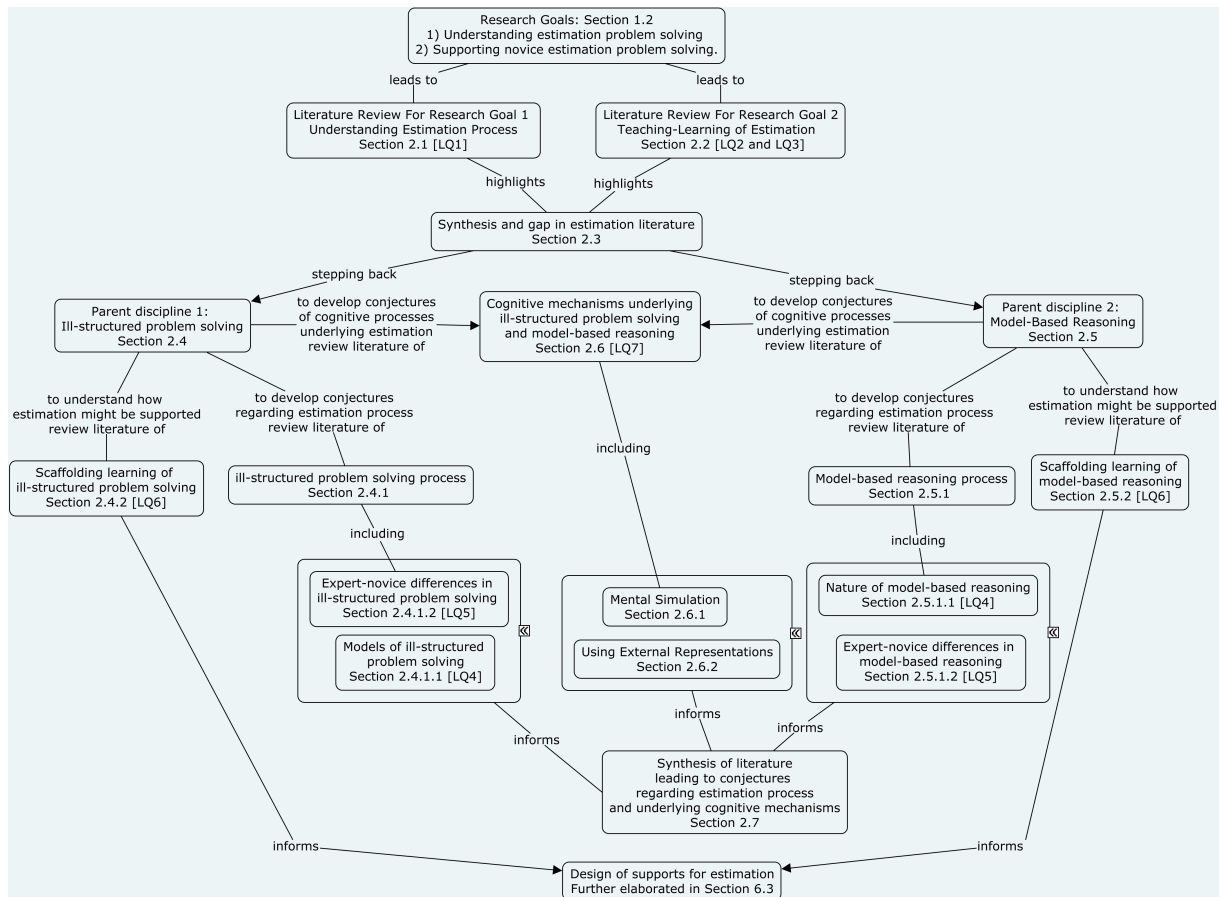 Research Goals: Section 1.2
1) Understanding estimation problem solving
2) Supporting novice estimation problem solving.
leads to
leads to
Literature Review For Research Goal 1
Understanding Estimation Process
Section 2.1 [LQ1]
Literature Review For Research Goal 2
Teaching-Learning of Estimation
Section 2.2 [LQ2 and LQ3]
highlights
highlights
Synthesis and gap in estimation literature
Section 2.3
stepping back
stepping back
Parent discipline 1:
Ill-structured problem solving
Section 2.4
to develop conjectures
of cognitive processes
underlying estimation
review literature of
Cognitive mechanisms underlying
ill-structured problem solving
and model-based reasoning
Section 2.6 [LQ7]
to develop conjectures
of cognitive processes
underlying estimation
review literature of
Parent discipline 2:
Model-Based Reasoning
Section 2.5
to understand how
estimation might be supported
review literature of
to develop conjectures
regarding estimation process
review literature of
including
to develop conjectures
regarding estimation process
review literature of
to understand how
estimation might be supported
review literature of
Scaffolding learning of
ill-structured problem solving
Section 2.4.2 [LQ6]
ill-structured problem solving process
Section 2.4.1
Model-based reasoning process
Section 2.5.1
Scaffolding learning of
model-based reasoning
Section 2.5.2 [LQ6]
including
including
Expert-novice differences in
ill-structured problem solving
Section 2.4.1.2 [LQ5]
Models of ill-structured
problem solving
Section 2.4.1.1 [LQ4]
Mental Simulation
Section 2.6.1
Using External Representations
Section 2.6.2
Nature of model-based reasoning
Section 2.5.1.1 [LQ4]
Expert-novice differences in
model-based reasoning
Section 2.5.1.2 [LQ5]
informs
informs
informs
Synthesis of literature
leading to conjectures
regarding estimation process
and underlying cognitive mechanisms
Section 2.7
informs
informs
Design of supports for estimation
Further elaborated in Section 6.3